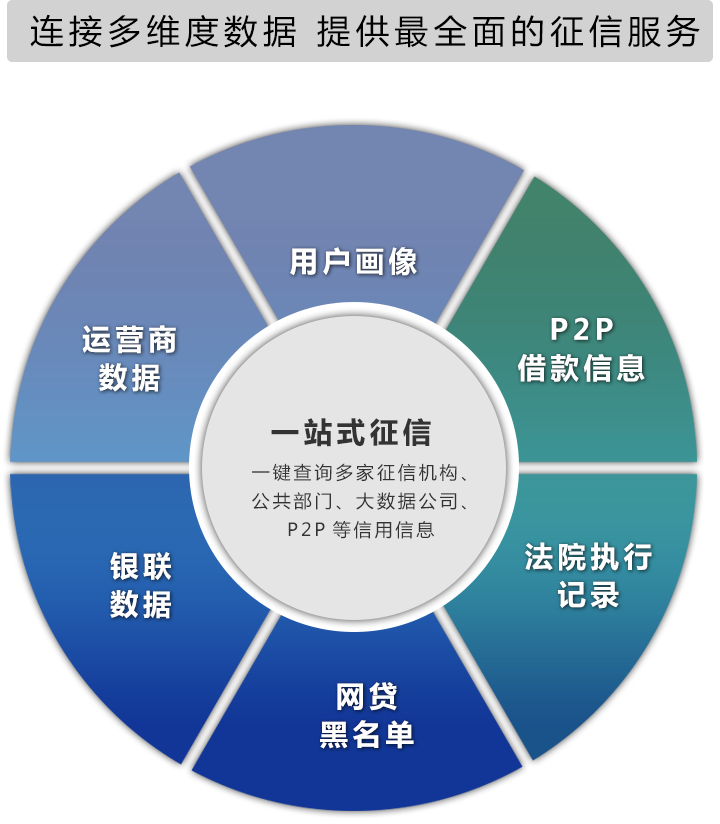 连接多维度数据 提供最全面的征信服务
用户画像
P2P
借款信息
法院执行
记录
网贷
黑名单
银联
数据
运营商
数据
一站式征信
一键查询多家征信机构、
公共部门、大数据公司、
P2P 等信用信息